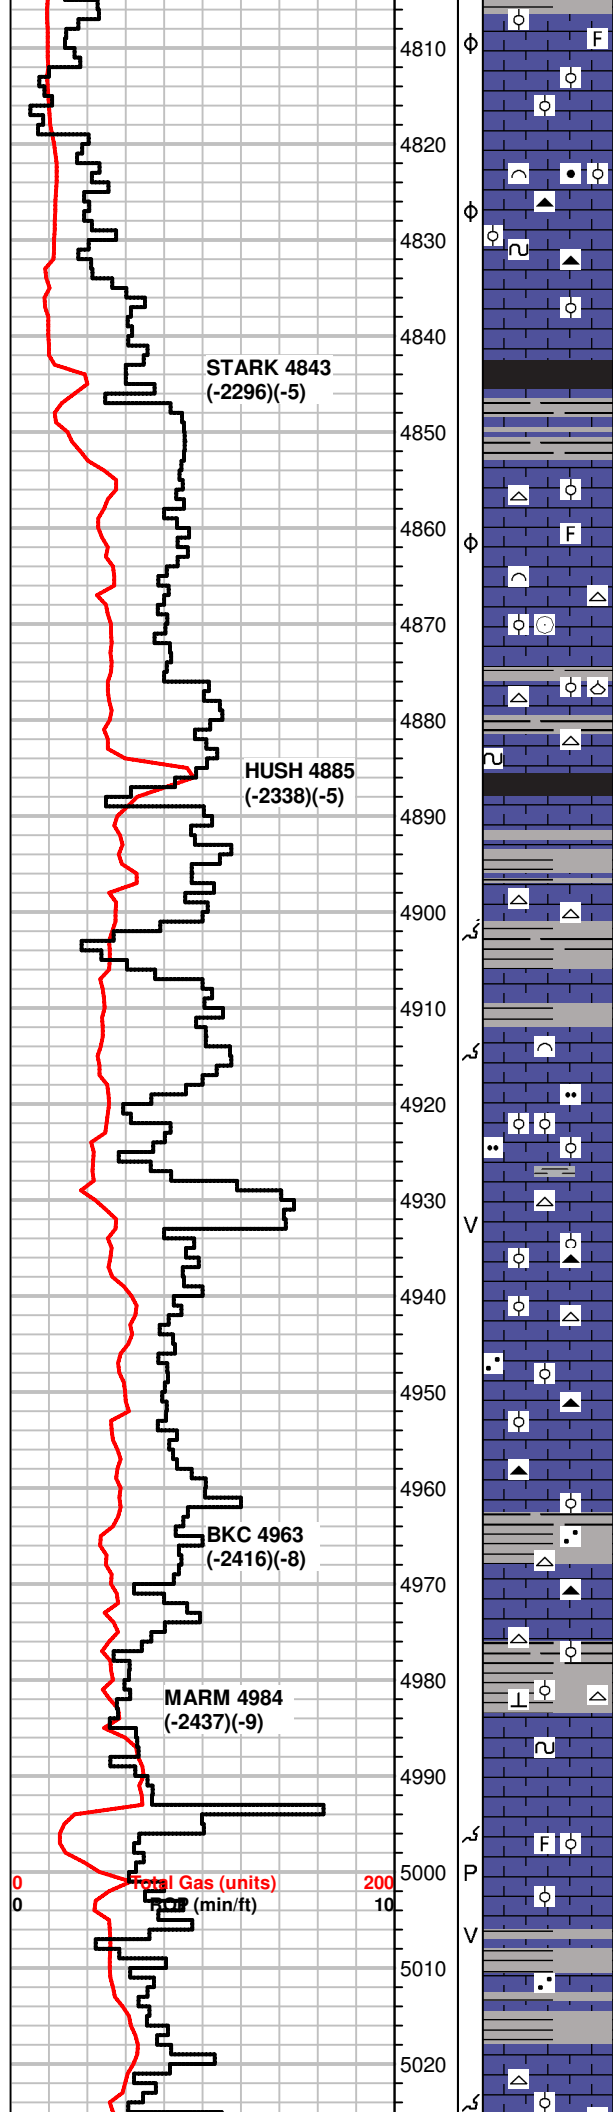 4810
F
4820
4830
4840
STARK 4843
(-2296)(-5)
4850
4860
F
4870
4880
HUSH 4885
(-2338)(-5)
4890
4900
4910
4920
4930
V
4940
4950
4960
BKC 4963
(-2416)(-8)
4970
4980
MARM 4984
(-2437)(-9)
4990
F
5000
P
0 Total Gas (units) 200
0 ROP (min/ft) 10
V
5010
5020